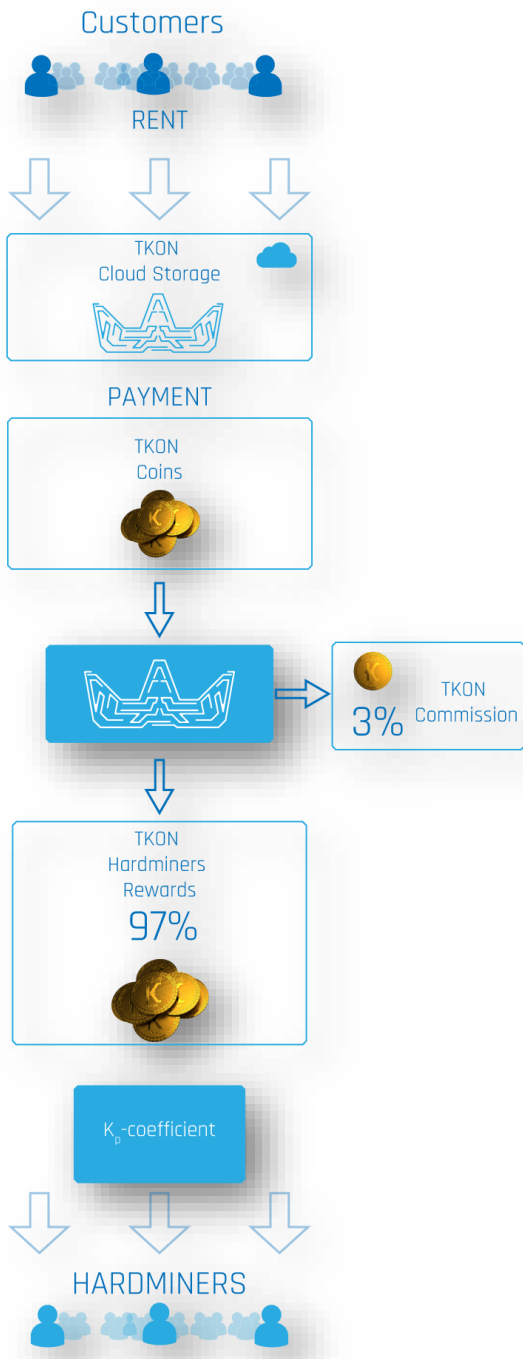 Customers
RENT
TKON
Cloud Storage
PAYMENT
TKON
Coins
3%
TKON
Commission
TKON
Hardminers
Rewards
97%
Kp-coefficient
HARDMINERS